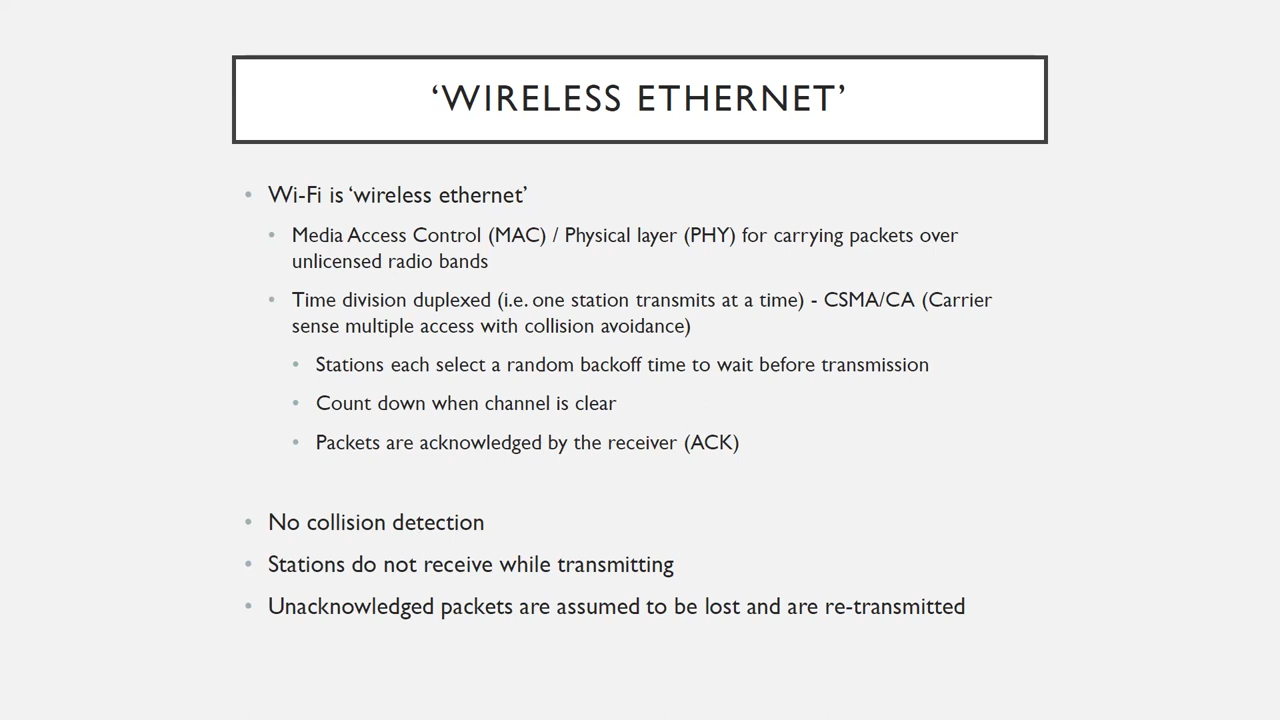 ‘WIRELESS ETHERNET’
• Wi-Fi is ‘wireless ethernet’
• Media Access Control (MAC) / Physical layer (PHY) for carrying packets over
unlicensed radio bands
• Time division duplexed (i.e. one station transmits at a time) - CSMA/CA (Carrier
sense multiple access with collision avoidance)
• Stations each select a random backoff time to wait before transmission
• Count down when channel is clear
• Packets are acknowledged by the receiver (ACK)
• No collision detection
• Stations do not receive while transmitting
• Unacknowledged packets are assumed to be lost and are re-transmitted